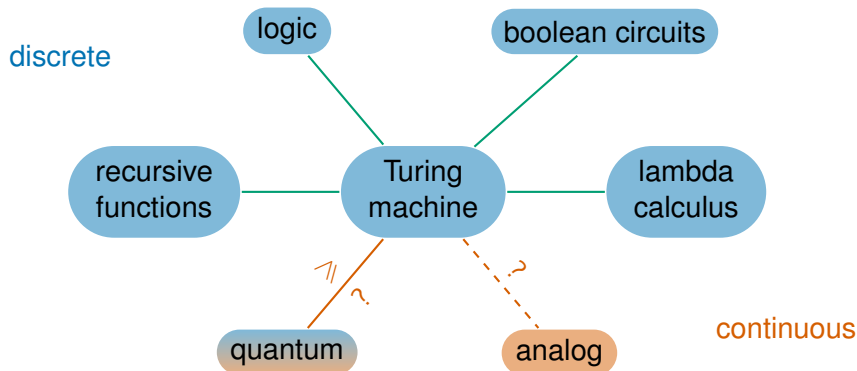 logic
boolean circuits
discrete
recursive
functions
Turing
machine
lambda
calculus
⩾
?
?
continuous
quantum
analog